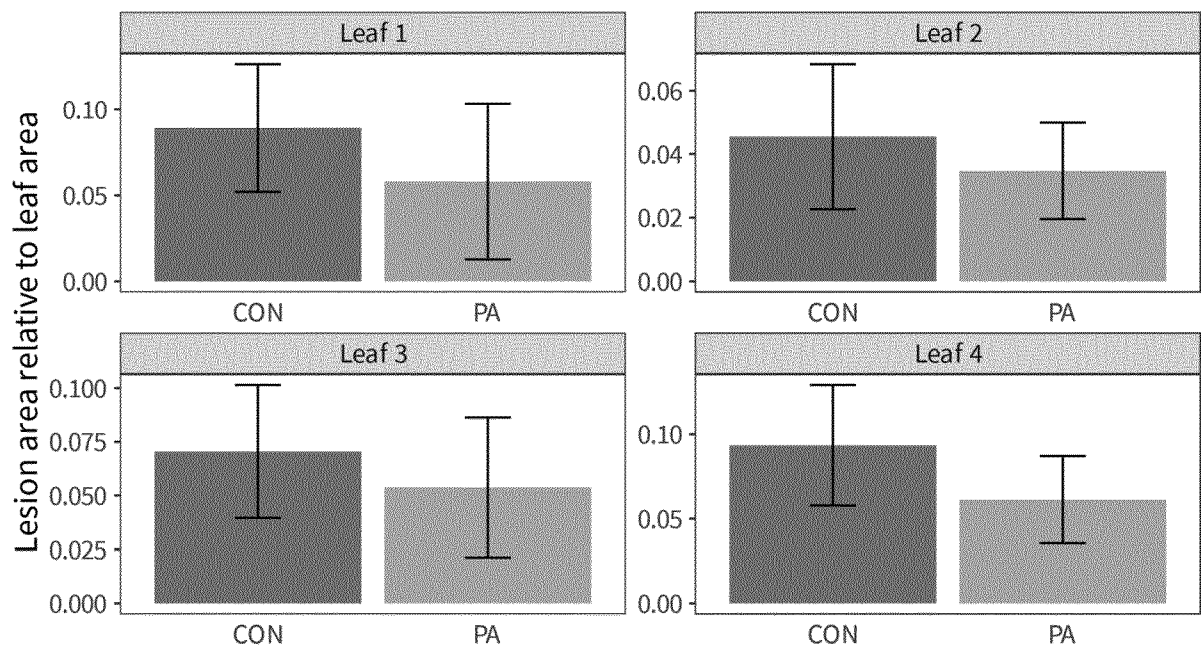 Lesion area relative to leaf area
Leaf 1
0.10
0.05
0.00
CON PA
Leaf 2
0.06
0.04
0.02
0.00
CON PA
Leaf 3
0.100
0.075
0.050
0.025
0.000
CON PA
Leaf 4
0.10
0.05
0.00
CON PA